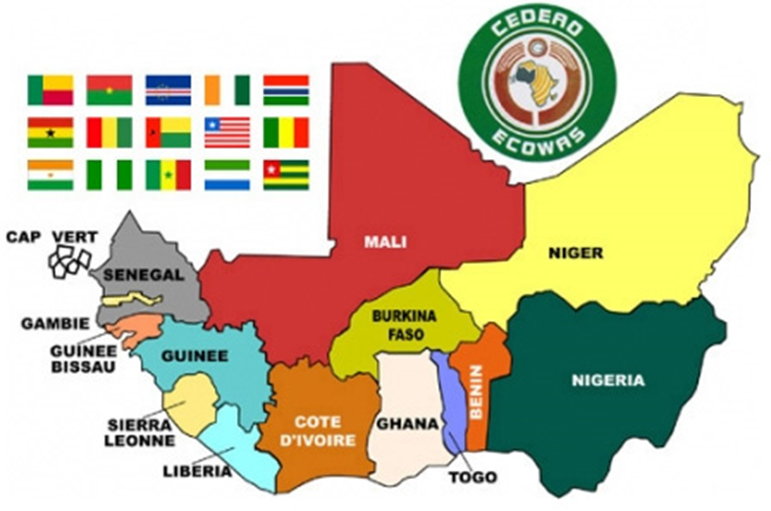 CEDEAO
ECOWAS
MALI
NIGER
CAP VERT
SENEGAL
GAMBIE
GUINEE
BISSAU
GUINEE
BURKINA
FASO
NIGERIA
BENIN
SIERRA
LEONNE
COTE
D'IVOIRE
GHANA
LIBERIA
TOGO